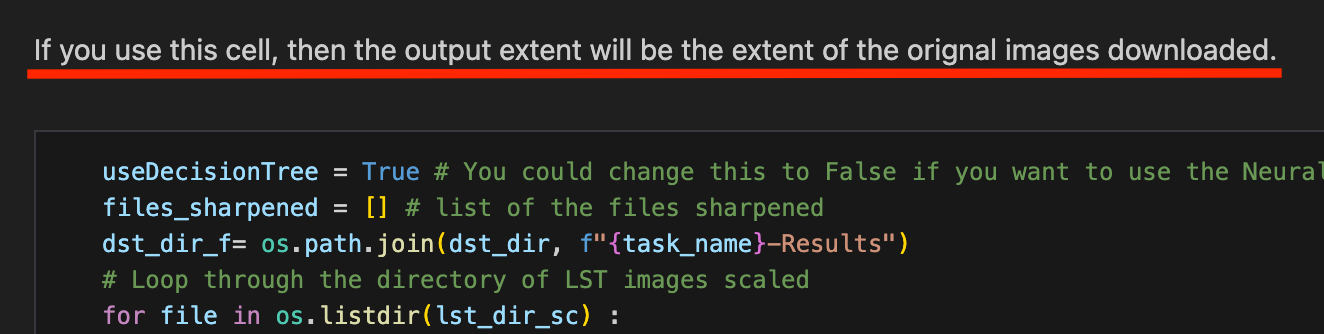 If you use this cell, then the output extent will be the extent of the orignal images downloaded.
useDecisionTree = True # You could change this to False if you want to use the Neural
files_sharpened = [] # list of the files sharpened
dst_dir_f= os.path.join(dst_dir, f"{task_name}-Results")
# Loop through the directory of LST images scaled
for file in os.listdir(lst_dir_sc) :